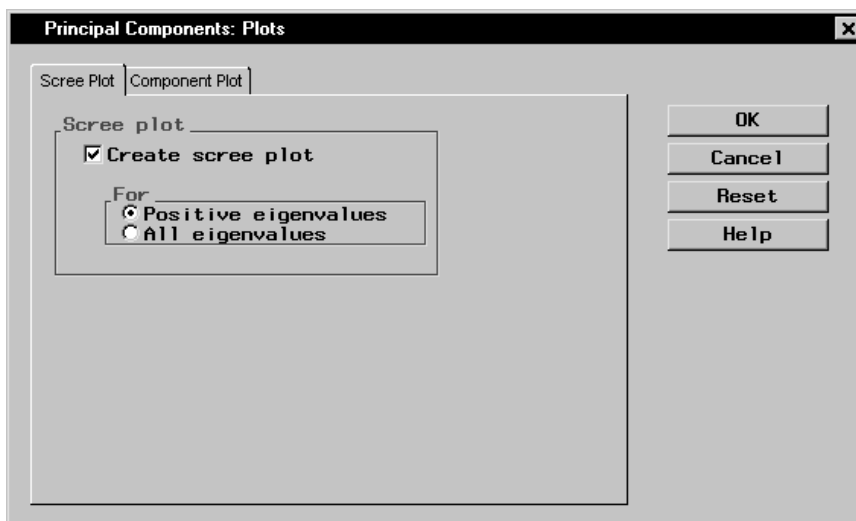 Principal Components: Plots
Scree Plot
Component Plot
Scree plot
Create scree plot
For
Positive eigenvalues
All eigenvalues
OK
Cancel
Reset
Help